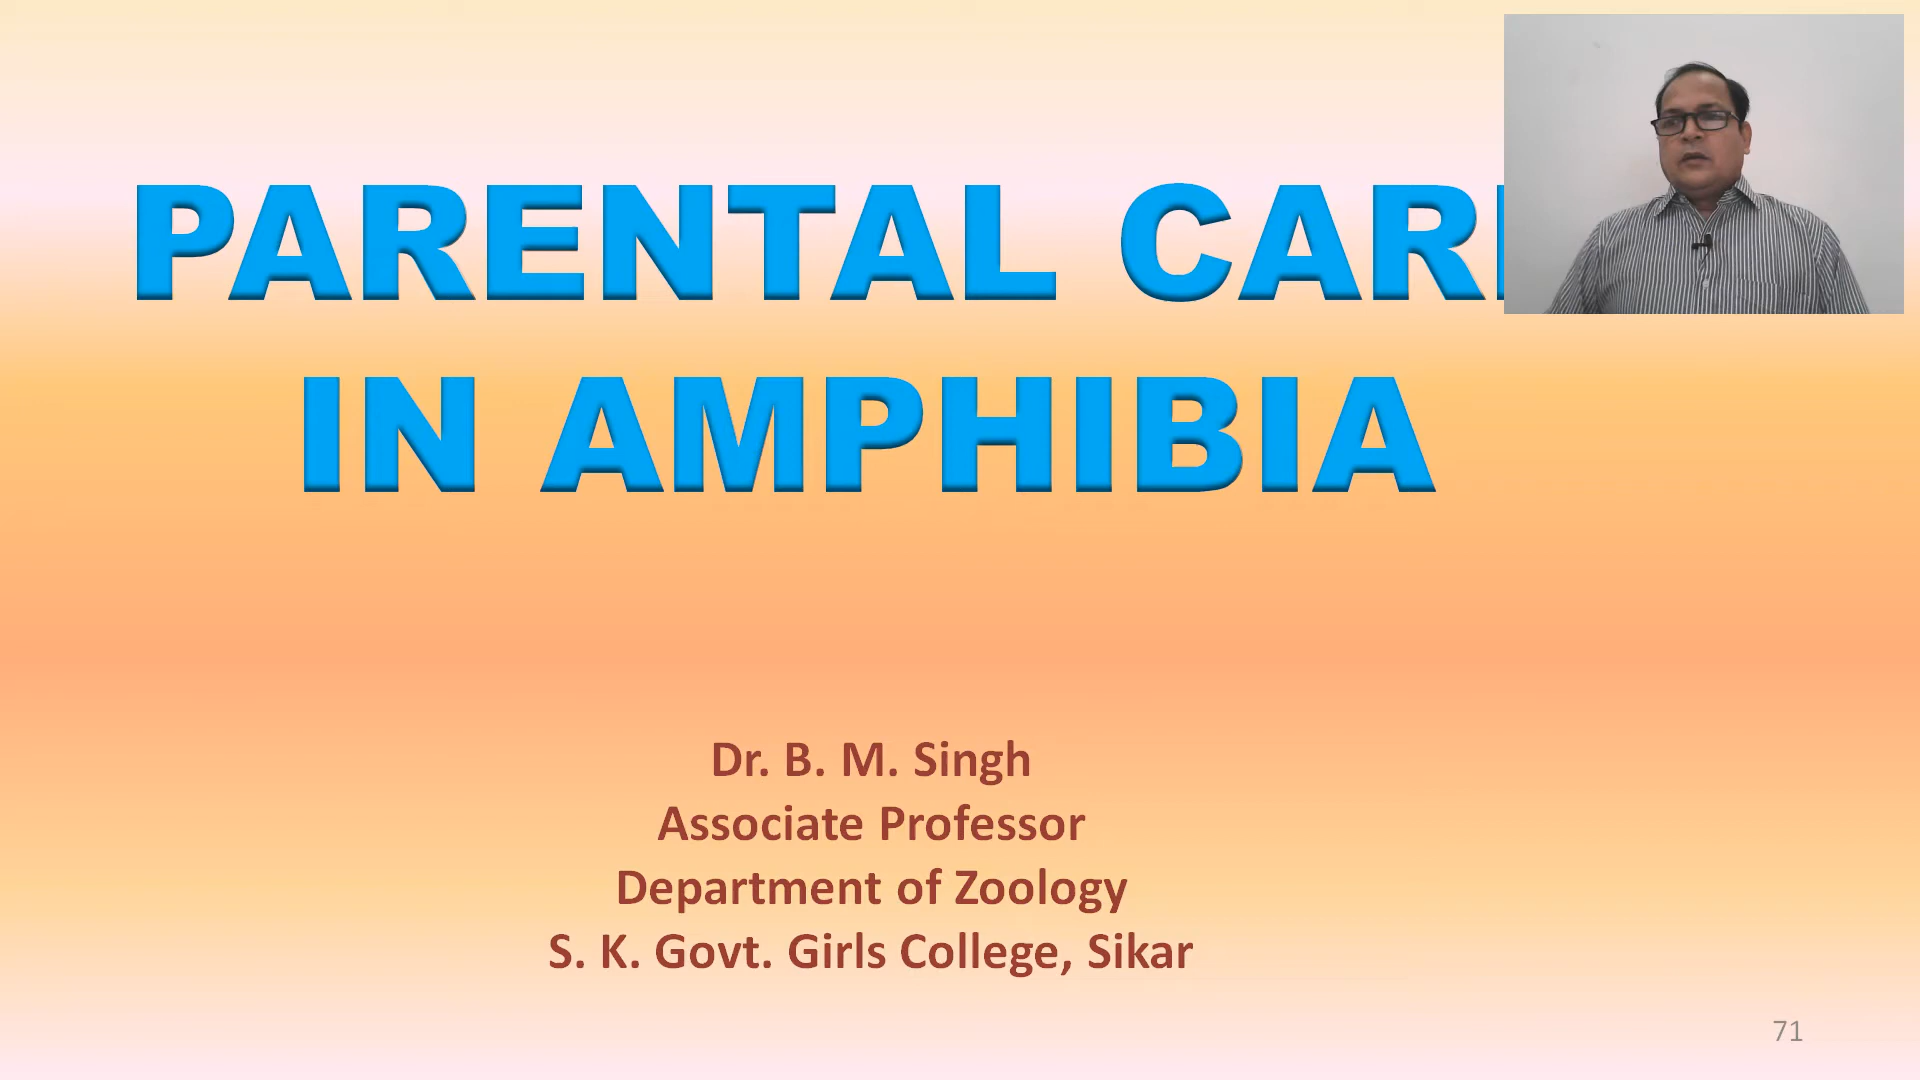 PARENTAL CAR
IN AMPHIBIA
Dr. B. M. Singh
Associate Professor
Department of Zoology
S. K. Govt. Girls College, Sikar
71